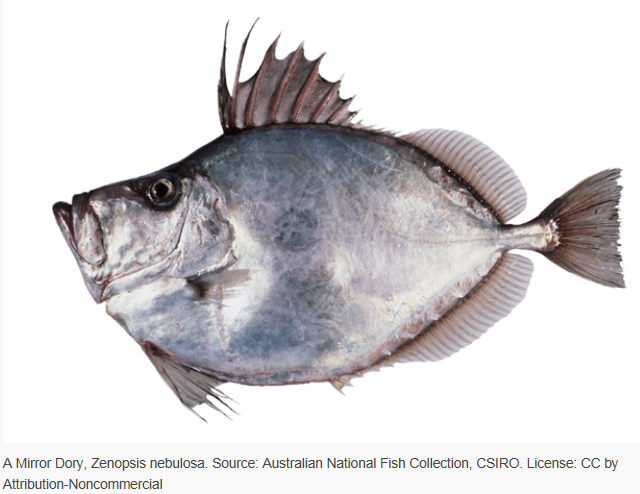 A Mirror Dory, Zenopsis nebulosa. Source: Australian National Fish Collection, CSIRO. License: CC by
Attribution-Noncommercial